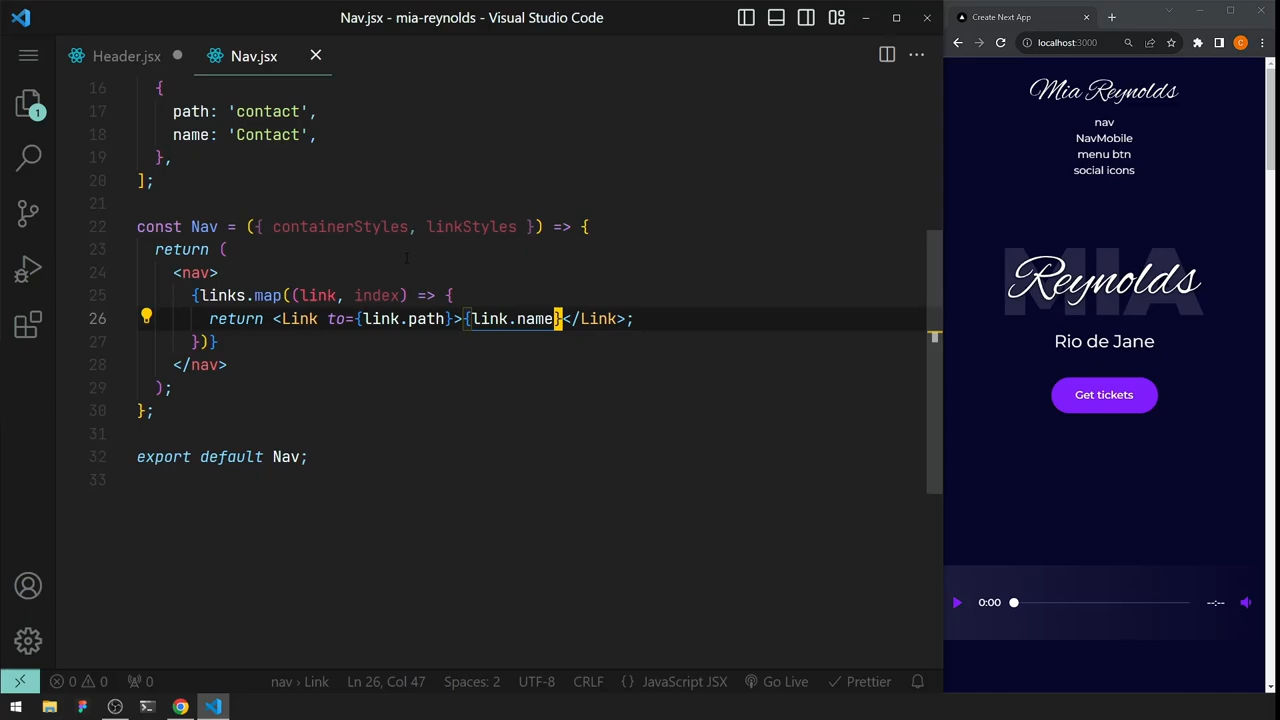 Nav.jsx - mia-reynolds - Visual Studio Code
Header.jsx
Nav.jsx
16 {
17 path: 'contact',
18 name: 'Contact',
19 },
20 ];
21
22 const Nav = ({ containerStyles, linkStyles }) => {
23 return (
24 <nav>
25 {links.map((link, index) => {
26 return <Link to={link.path}>{link.name}</Link>;
27 })}
28 </nav>
29 );
30 };
31
32 export default Nav;
33
1
0 0 0
nav › Link
Ln 26, Col 47
Spaces: 2
UTF-8
CRLF
{} JavaScript JSX
Go Live
Prettier
Create Next App
localhost:3000
C
Mia Reynolds
nav
NavMobile
menu btn
social icons
MIA
Reynolds
Rio de Jane
Get tickets
0:00
--:--